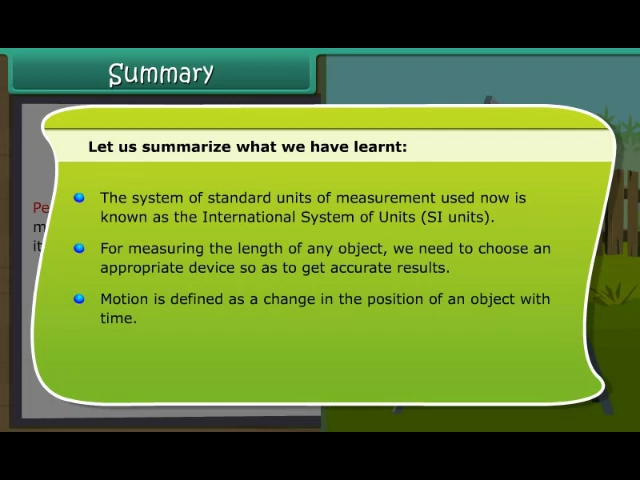 Summary
Let us summarize what we have learnt:
The system of standard units of measurement used now is
known as the International System of Units (SI units).
For measuring the length of any object, we need to choose an
appropriate device so as to get accurate results.
Motion is defined as a change in the position of an object with
time.